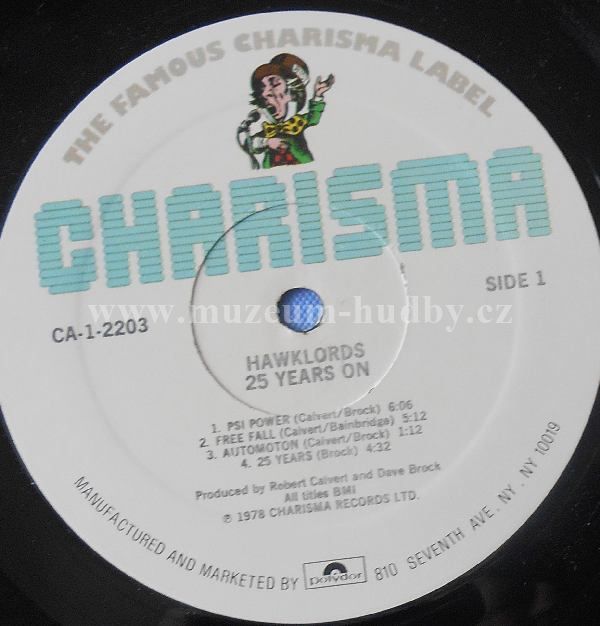 THE FAMOUS CHARISMA LABEL
CHARISMA
SIDE 1
www.muzeum-hudby.cz
CA-1-2203
HAWKLORDS
25 YEARS ON
1. PSI POWER (Calvert/Brock) 6:06
2. FREE FALL (Calvert/Bainbridge) 5:12
3. AUTOMOTON (Calvert/Brock) 1:12
4. 25 YEARS (Brock) 4:32
Produced by Robert Calvert and Dave Brock
All titles BMI
℗ 1978 CHARISMA RECORDS LTD.
MANUFACTURED AND MARKETED BY polydor 810 SEVENTH AVE. NY. NY 10019